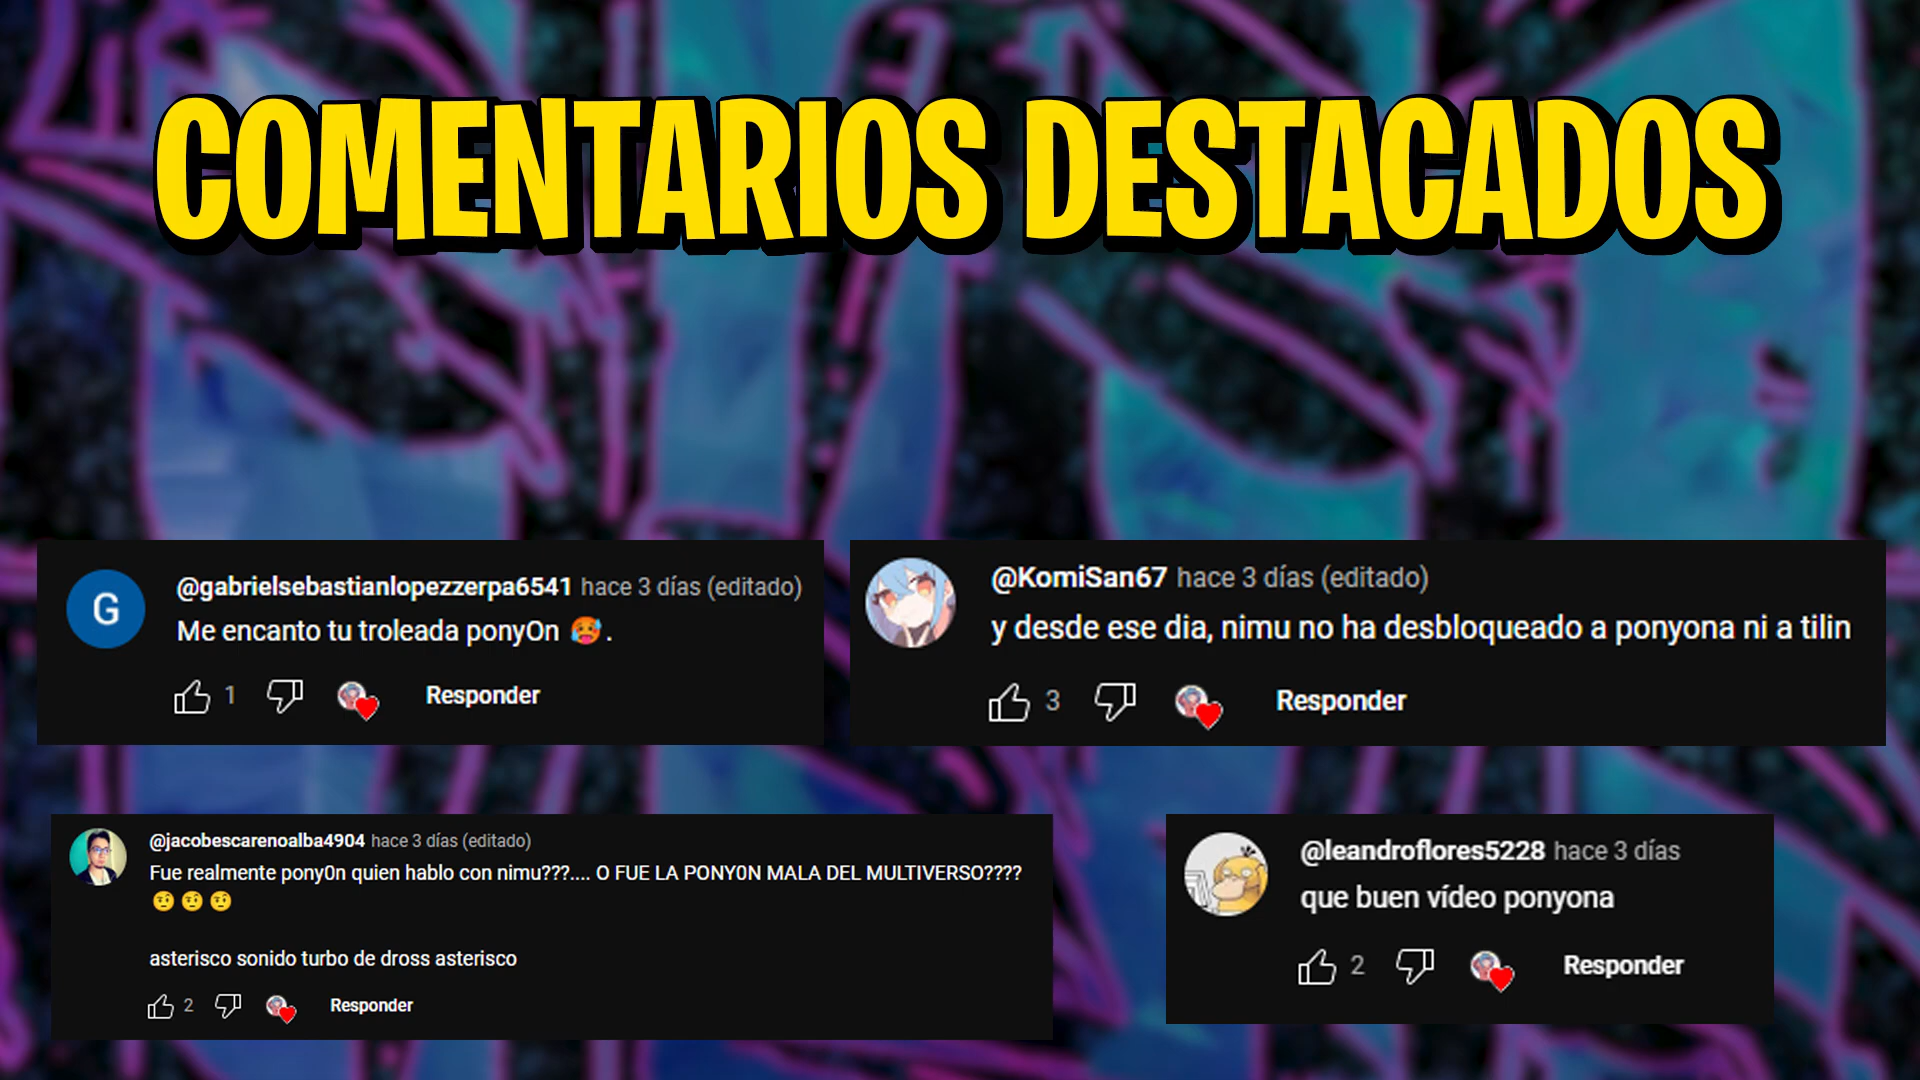 COMENTARIOS DESTACADOS
G
@gabrielsebastianlopezzerpa6541 hace 3 días (editado)
Me encanto tu troleada ponyOn 🥵.
1 Responder
@KomiSan67 hace 3 días (editado)
y desde ese dia, nimu no ha desbloqueado a ponyona ni a tilin
3 Responder
@jacobescarenoalba4904 hace 3 días (editado)
Fue realmente pony0n quien hablo con nimu???.... O FUE LA PONY0N MALA DEL MULTIVERSO????
🤨🤨🤨
asterisco sonido turbo de dross asterisco
2 Responder
@leandroflores5228 hace 3 días
que buen vídeo ponyona
2 Responder